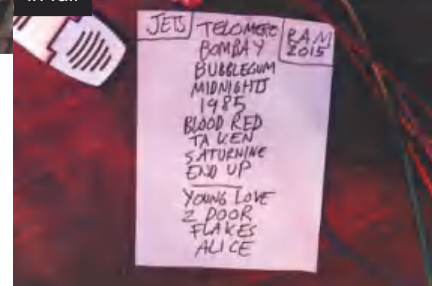 JETS
TELOMERE
BAM
2015
BOMBAY
BUBBLEGUM
MIDNIGHTS
1985
BLOOD RED
TAKEN
SATURNINE
END UP
YOUNG LOVE
2 DOOR
FLAKES
ALICE